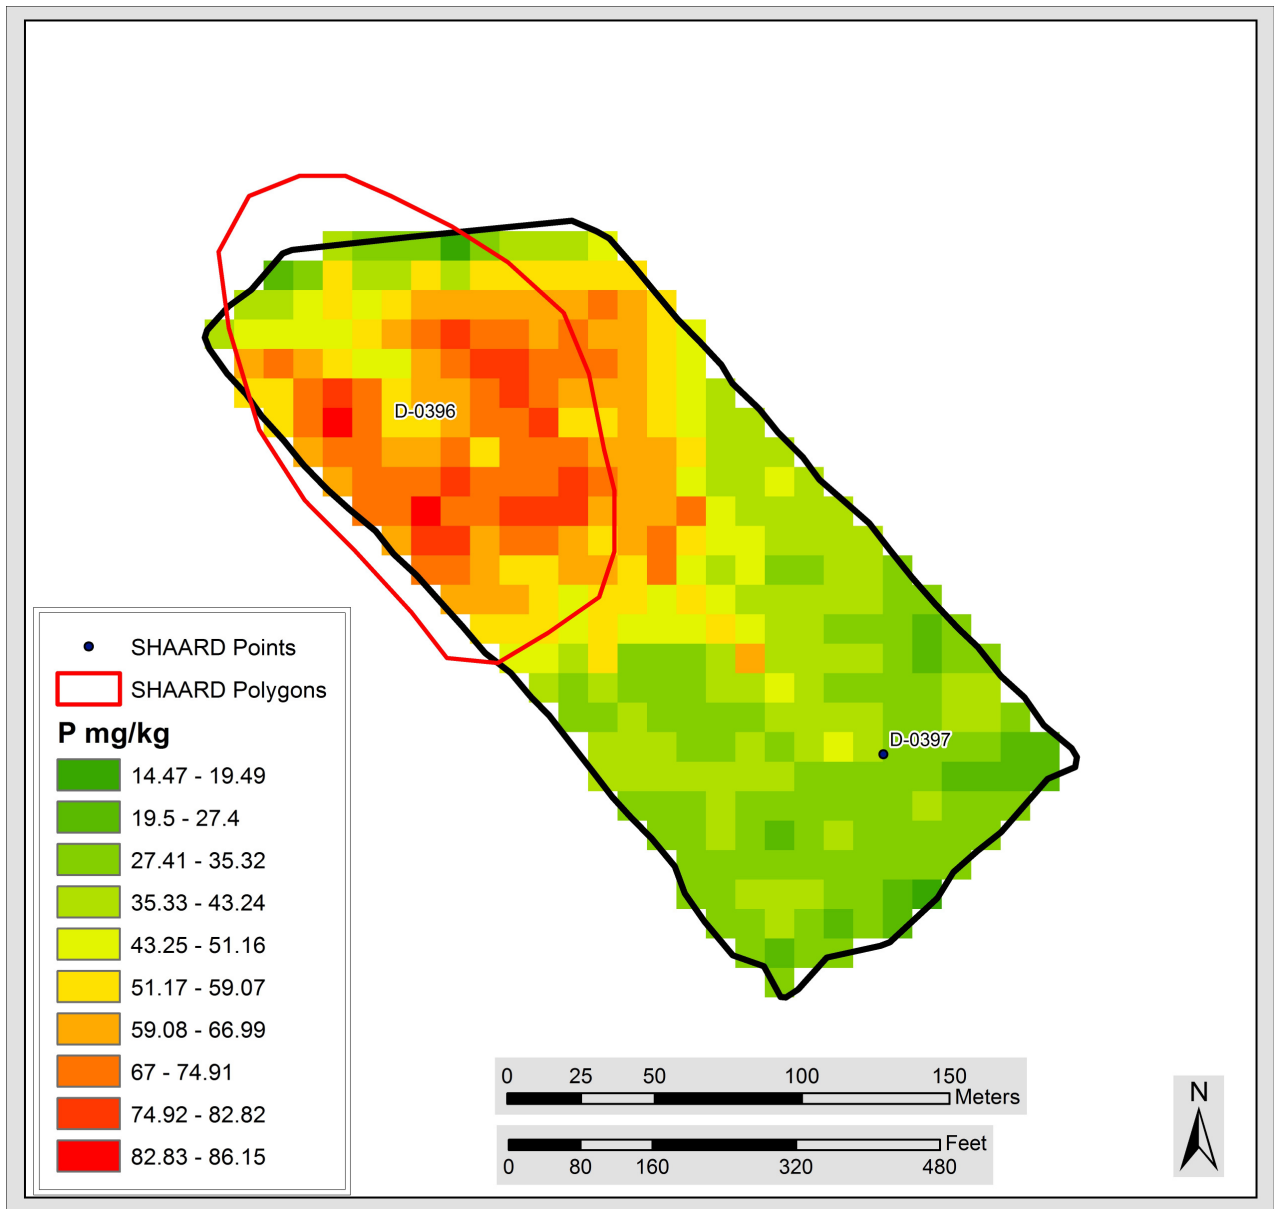 D-0396
D-0397
SHAARD Points
SHAARD Polygons
P mg/kg
14.47 - 19.49
19.5 - 27.4
27.41 - 35.32
35.33 - 43.24
43.25 - 51.16
51.17 - 59.07
59.08 - 66.99
67 - 74.91
74.92 - 82.82
82.83 - 86.15
0 25 50 100 150
Meters
Feet
0 80 160 320 480
N